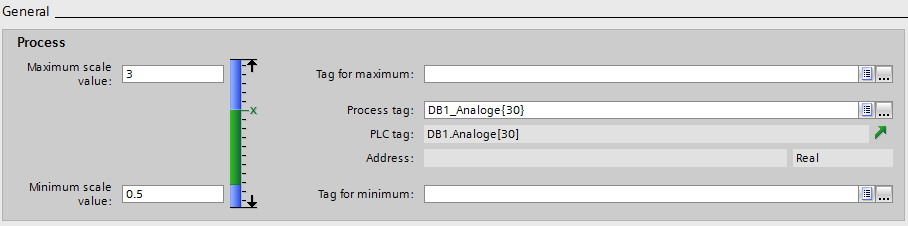 General
Process
Maximum scale value: 3
Tag for maximum:
...
x
Process tag: DB1_Analoge{30}
...
PLC tag: DB1.Analoge[30]
Address: Real
Minimum scale value: 0.5
Tag for minimum:
...